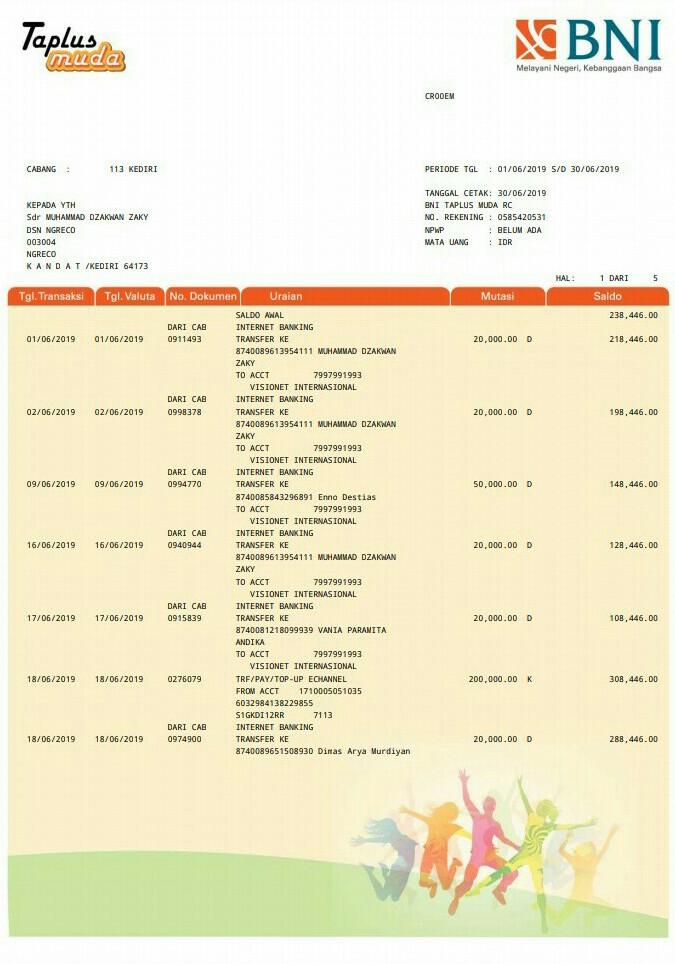 Taplus
muda
BNI
Melayani Negeri, Kebanggaan Bangsa
CROOEM
CABANG : 113 KEDIRI
PERIODE TGL : 01/06/2019 S/D 30/06/2019
TANGGAL CETAK: 30/06/2019
KEPADA YTH
BNI TAPLUS MUDA RC
Sdr MUHAMMAD DZAKWAN ZAKY
NO. REKENING : 0585420531
DSN NGRECO
NPWP : BELUM ADA
003004
MATA UANG : IDR
NGRECO
K A N D A T /KEDIRI 64173
HAL: 1 DARI 5
Tgl.Transaksi Tgl. Valuta No. Dokumen Uraian Mutasi Saldo
SALDO AWAL 238,446.00
DARI CAB INTERNET BANKING
01/06/2019 01/06/2019 0911493 TRANSFER KE 20,000.00 D 218,446.00
8740089613954111 MUHAMMAD DZAKWAN
ZAKY
TO ACCT 7997991993
VISIONET INTERNASIONAL
DARI CAB INTERNET BANKING
02/06/2019 02/06/2019 0998378 TRANSFER KE 20,000.00 D 198,446.00
8740089613954111 MUHAMMAD DZAKWAN
ZAKY
TO ACCT 7997991993
VISIONET INTERNASIONAL
DARI CAB INTERNET BANKING
09/06/2019 09/06/2019 0994770 TRANSFER KE 50,000.00 D 148,446.00
8740085843296891 Enno Destias
TO ACCT 7997991993
VISIONET INTERNASIONAL
DARI CAB INTERNET BANKING
16/06/2019 16/06/2019 0940944 TRANSFER KE 20,000.00 D 128,446.00
8740089613954111 MUHAMMAD DZAKWAN
ZAKY
TO ACCT 7997991993
VISIONET INTERNASIONAL
DARI CAB INTERNET BANKING
17/06/2019 17/06/2019 0915839 TRANSFER KE 20,000.00 D 108,446.00
8740081218099939 VANIA PARAMITA
ANDIKA
TO ACCT 7997991993
VISIONET INTERNASIONAL
18/06/2019 18/06/2019 0276079 TRF/PAY/TOP-UP ECHANNEL 200,000.00 K 308,446.00
FROM ACCT 1710005051035
6032984138229855
S1GKDI12RR 7113
DARI CAB INTERNET BANKING
18/06/2019 18/06/2019 0974900 TRANSFER KE 20,000.00 D 288,446.00
8740089651508930 Dimas Arya Murdiyan